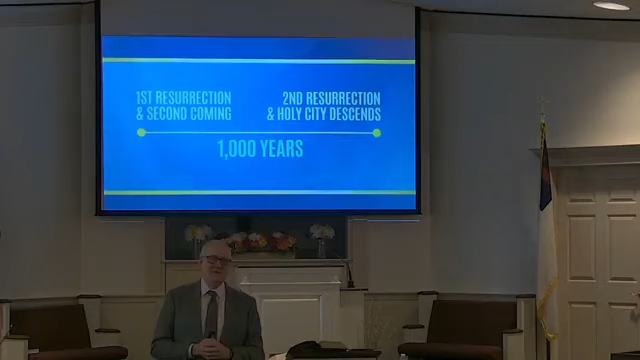 1ST RESURRECTION
& SECOND COMING
2ND RESURRECTION
& HOLY CITY DESCENDS
1,000 YEARS